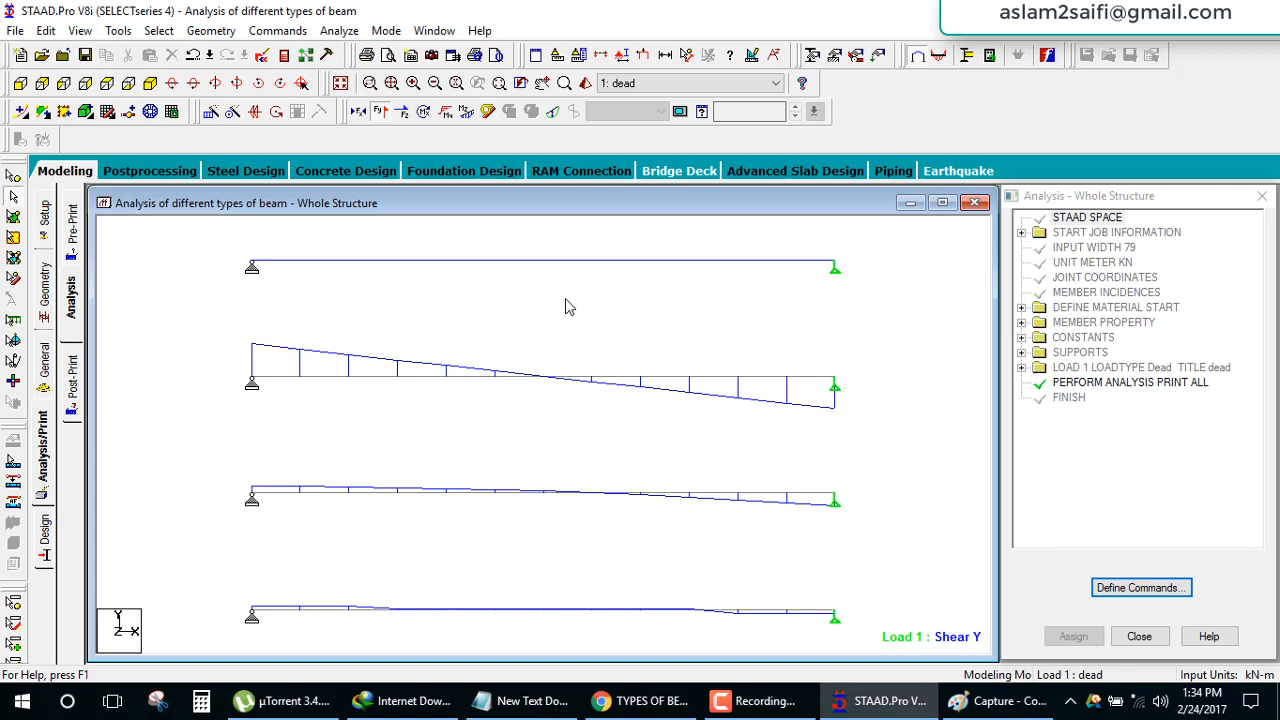 STAAD.Pro V8i (SELECTseries 4) - Analysis of different types of beam
aslam2saifi@gmail.com
File Edit View Tools Select Geometry Commands Analyze Mode Window Help
1: dead
Modeling Postprocessing Steel Design Concrete Design Foundation Design RAM Connection Bridge Deck Advanced Slab Design Piping Earthquake
Setup
Geometry
General
Analysis/Print
Design
Pre-Print
Analysis
Post-Print
Analysis of different types of beam - Whole Structure
Load 1 : Shear Y
Y
Z X
Analysis - Whole Structure
STAAD SPACE
START JOB INFORMATION
INPUT WIDTH 79
UNIT METER KN
JOINT COORDINATES
MEMBER INCIDENCES
DEFINE MATERIAL START
MEMBER PROPERTY
CONSTANTS
SUPPORTS
LOAD 1 LOADTYPE Dead TITLE dead
PERFORM ANALYSIS PRINT ALL
FINISH
Define Commands...
Assign Close Help
For Help, press F1
Modeling Mo Load 1 : dead Input Units: kN-m
µTorrent 3.4.... Internet Dow... New Text Do... TYPES OF BE... Recording... STAAD.Pro V... Capture - Co...
1:34 PM
2/24/2017